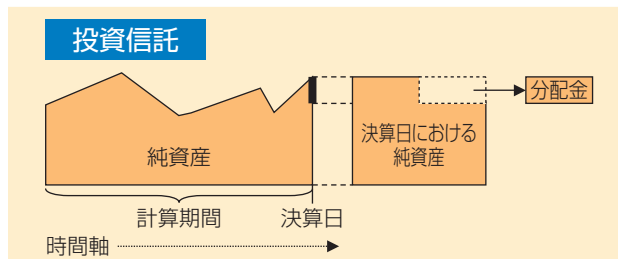 投資信託
分配金
決算日における
純資産
純資産
計算期間
決算日
時間軸